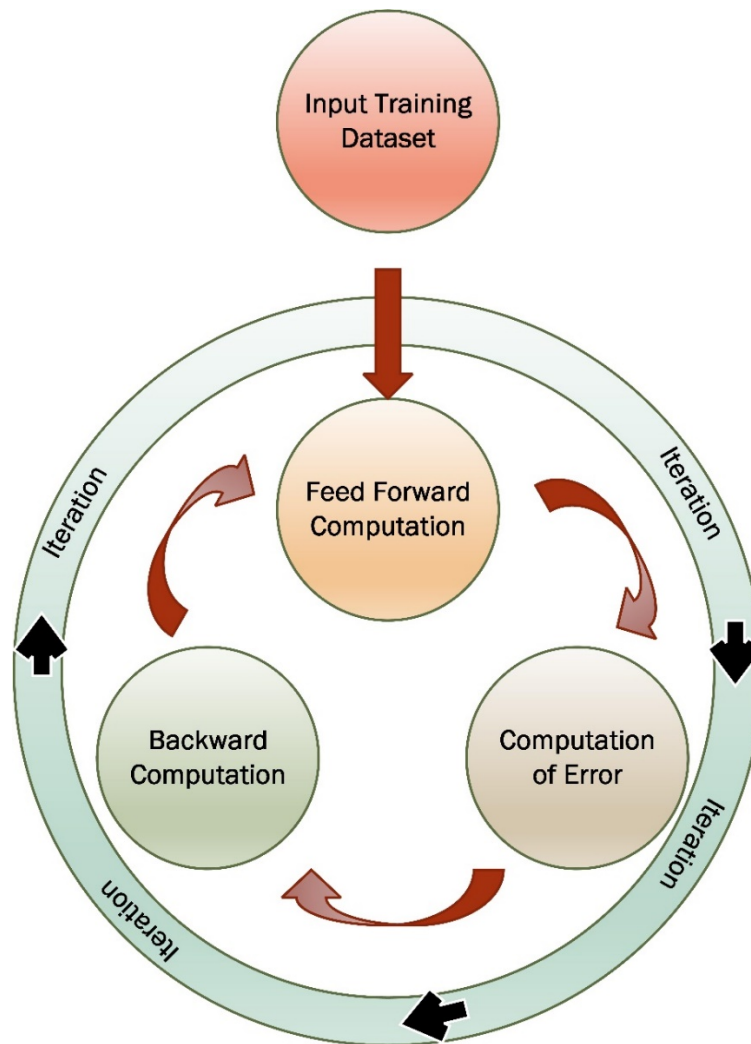 Input Training
Dataset
Iteration
Iteration
Feed Forward
Computation
Backward
Computation
Computation
of Error
Iteration
Iteration